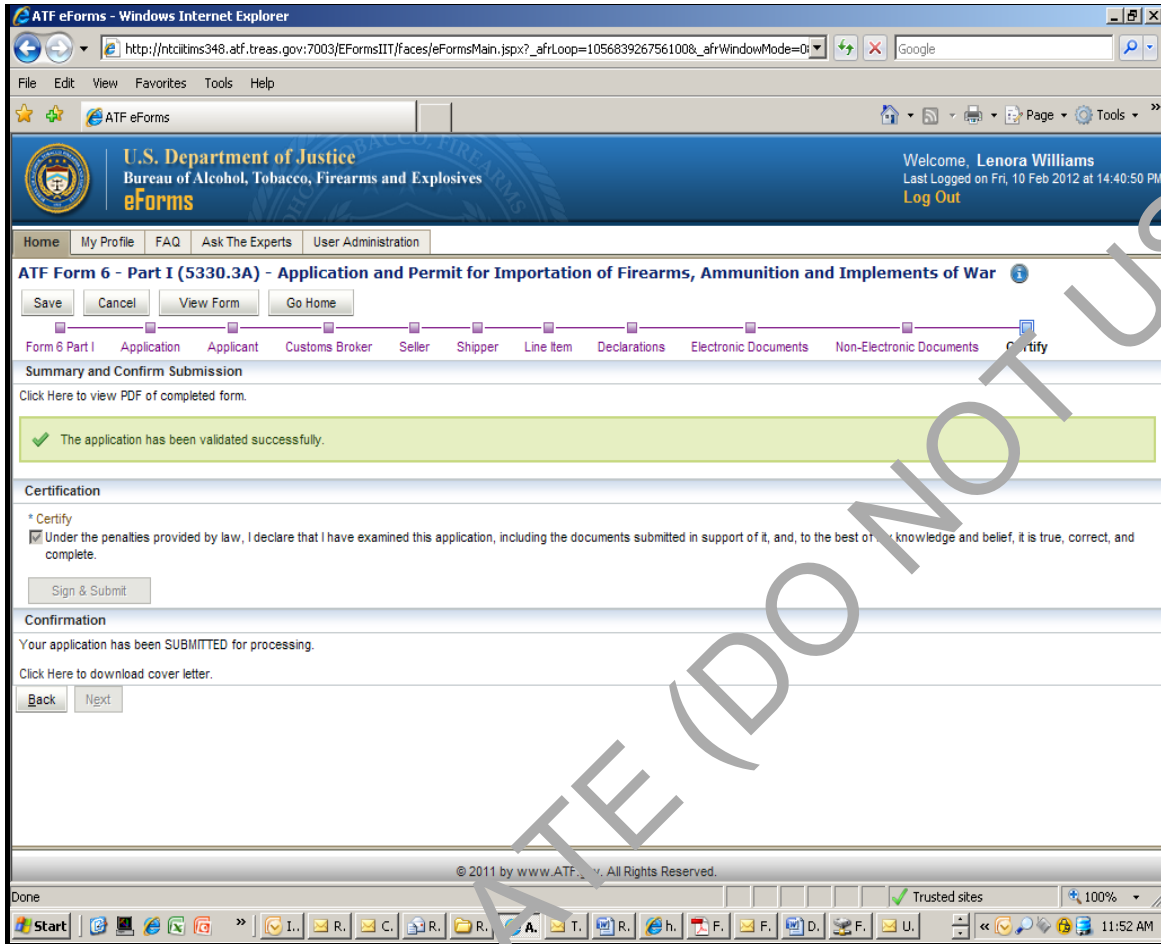 ATF eForms - Windows Internet Explorer
http://ntciitims348.atf.treas.gov:7003/EFormsIIT/faces/eFormsMain.jspx?_afrLoop=1056839267561008&_afrWindowMode=0
Google
File Edit View Favorites Tools Help
ATF eForms
Page Tools
U.S. Department of Justice
Bureau of Alcohol, Tobacco, Firearms and Explosives
eForms
Welcome, Lenora Williams
Last Logged on Fri, 10 Feb 2012 at 14:40:50 PM
Log Out
Home My Profile FAQ Ask The Experts User Administration
ATF Form 6 - Part I (5330.3A) - Application and Permit for Importation of Firearms, Ammunition and Implements of War
Save Cancel View Form Go Home
Form 6 Part I Application Applicant Customs Broker Seller Shipper Line Item Declarations Electronic Documents Non-Electronic Documents Certify
Summary and Confirm Submission
Click Here to view PDF of completed form.
The application has been validated successfully.
Certification
* Certify
Under the penalties provided by law, I declare that I have examined this application, including the documents submitted in support of it, and, to the best of my knowledge and belief, it is true, correct, and
complete.
Sign & Submit
Confirmation
Your application has been SUBMITTED for processing.
Click Here to download cover letter.
Back Next
ATE (DO NOT US
© 2011 by www.ATF.gov. All Rights Reserved.
Done Trusted sites 100%
Start I.. R. C. R. R. A. T. R. h. F. F. D. F. U. 11:52 AM